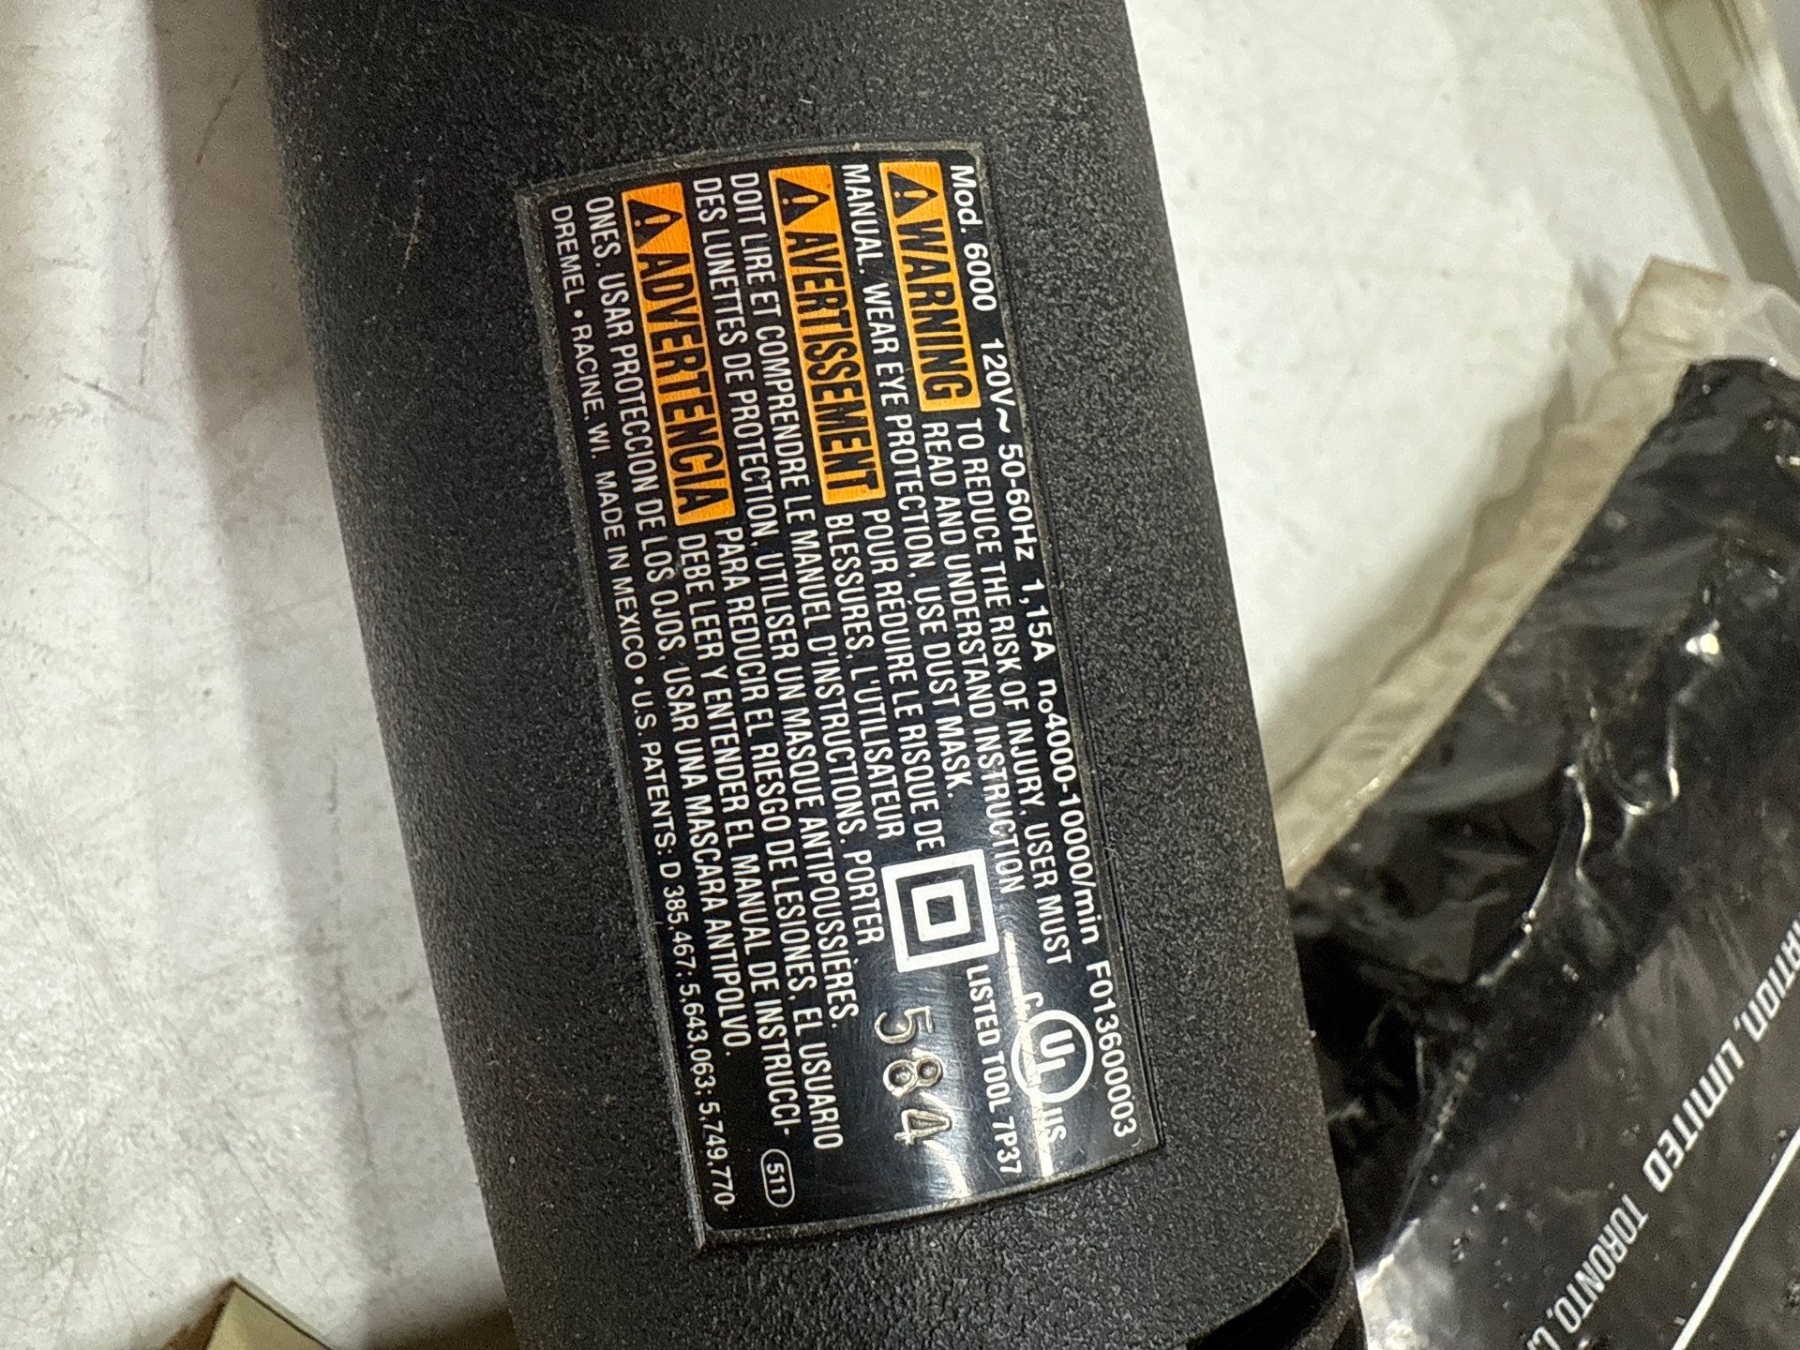 Mod. 6000 120V~ 50-60Hz 1,15A no4000-10000/min F013600003
WARNING TO REDUCE THE RISK OF INJURY, USER MUST
READ AND UNDERSTAND INSTRUCTION
MANUAL. WEAR EYE PROTECTION, USE DUST MASK.
AVERTISSEMENT POUR RÉDUIRE LE RISQUE DE
BLESSURES, L'UTILISATEUR
DOIT LIRE ET COMPRENDRE LE MANUEL D'INSTRUCTIONS. PORTER
DES LUNETTES DE PROTECTION, UTILISER UN MASQUE ANTIPOUSSIÈRES.
ADVERTENCIA PARA REDUCIR EL RIESGO DE LESIONES, EL USUARIO
DEBE LEER Y ENTENDER EL MANUAL DE INSTRUCCI-
ONES. USAR PROTECCION DE LOS OJOS, USAR UNA MASCARA ANTIPOLVO.
DREMEL • RACINE, WI. MADE IN MEXICO • U.S. PATENTS: D 385,467; 5,643,063; 5,749,770
C UL US
LISTED TOOL 7P37
584
511
LIMITED TORONTO,